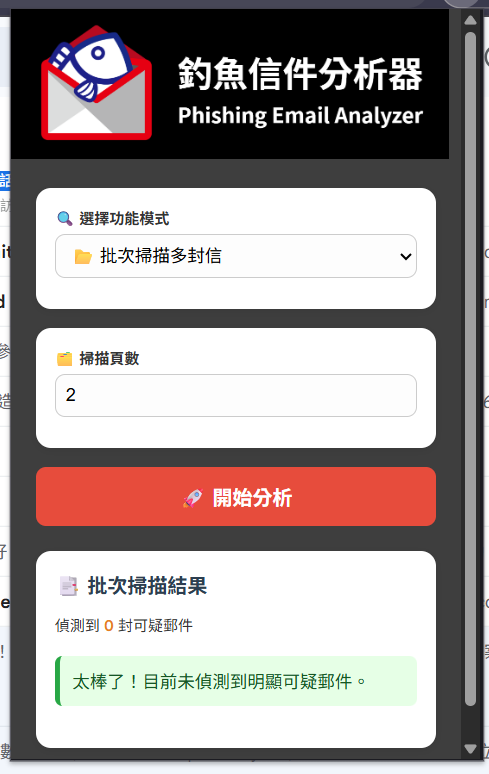 釣魚信件分析器
Phishing Email Analyzer
選擇功能模式
批次掃描多封信
掃描頁數
2
開始分析
批次掃描結果
偵測到 0 封可疑郵件
太棒了！目前未偵測到明顯可疑郵件。